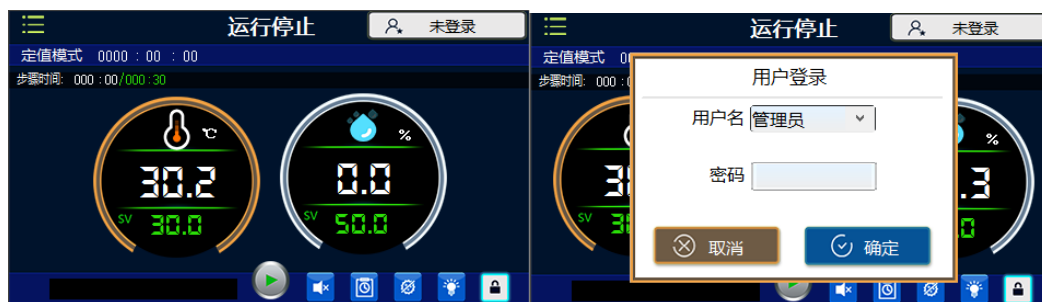 运行停止
未登录
定值模式 0000 : 00 : 00
步骤时间: 000 : 00/000 : 30
℃
%
30.2
0.0
SV 30.0
SV 50.0
运行停止
未登录
定值模式
步骤时间: 000 :
用户登录
用户名 管理员
密码
%
.3
SV
取消
确定